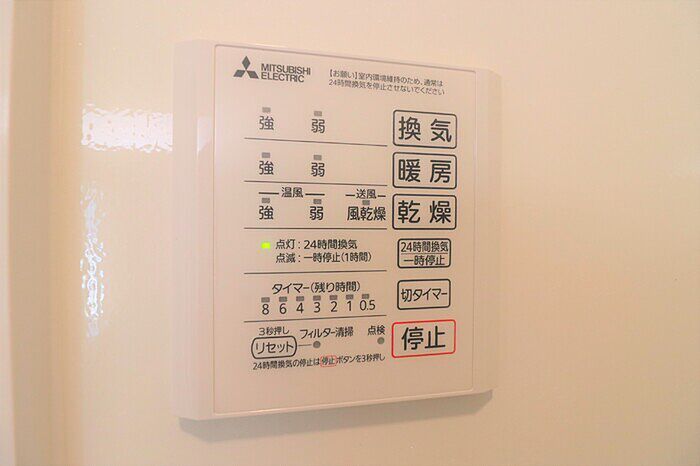 MITSUBISHI
ELECTRIC
【お願い】室内環境維持のため、通常は
24時間換気を停止させないでください
強 弱 換気
強 弱 暖房
温風 送風
強 弱 風乾燥 乾燥
点灯：24時間換気
点滅：一時停止(1時間)
24時間換気
一時停止
タイマー(残り時間)
8 6 4 3 2 1 0.5
切タイマー
3秒押し
リセット フィルター清掃 点検
停止
24時間換気の停止は停止ボタンを3秒押し